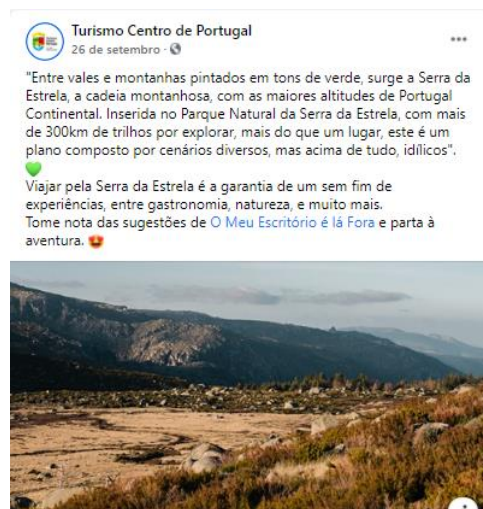 Turismo Centro de Portugal
26 de setembro ·
"Entre vales e montanhas pintados em tons de verde, surge a Serra da
Estrela, a cadeia montanhosa, com as maiores altitudes de Portugal
Continental. Inserida no Parque Natural da Serra da Estrela, com mais
de 300km de trilhos por explorar, mais do que um lugar, este é um
plano composto por cenários diversos, mas acima de tudo, idílicos".
💚
Viajar pela Serra da Estrela é a garantia de um sem fim de
experiências, entre gastronomia, natureza, e muito mais.
Tome nota das sugestões de O Meu Escritório é lá Fora e parta à
aventura. 🤩